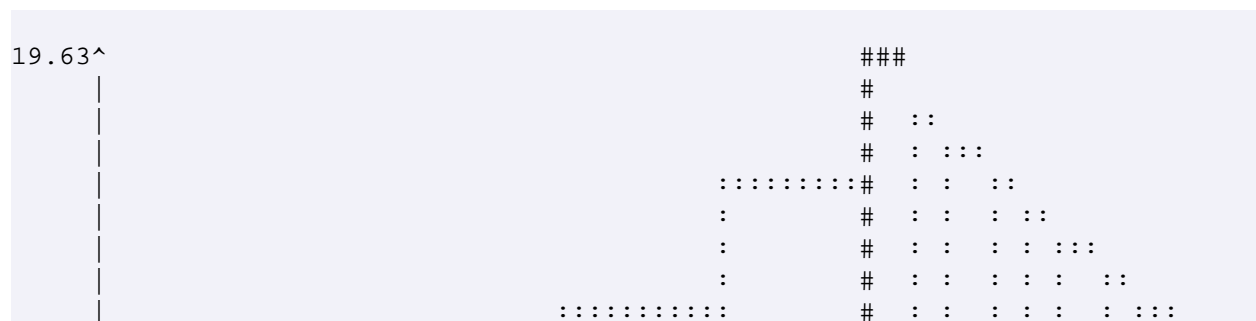 19.63^                                                ###
     |                                                #
     |                                                #  ::
     |                                                #  : :::
     |                                       :::::::::#  : :  ::
     |                                       :        #  : :  : ::
     |                                       :        #  : :  : : :::
     |                                       :        #  : :  : : :  ::
     |                             :::::::::::        #  : :  : : :  : :::